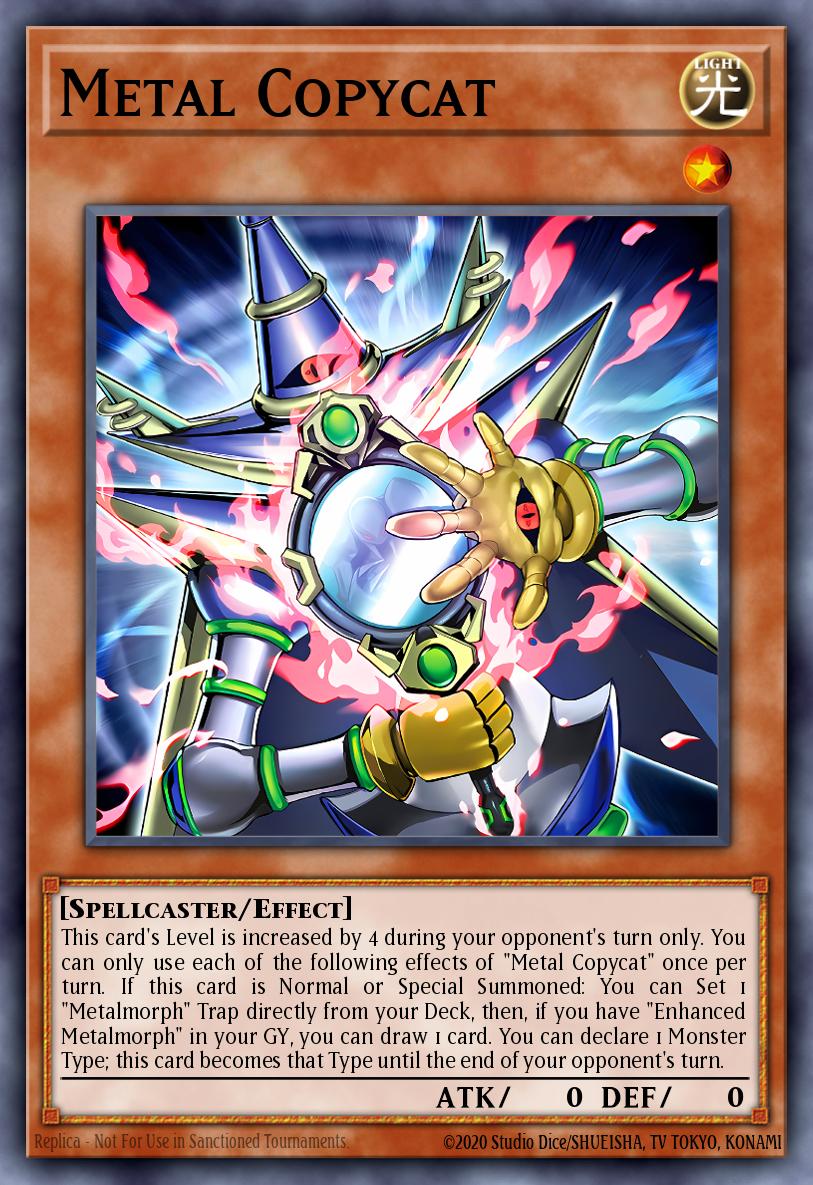 Metal Copycat
LIGHT
光
[Spellcaster/Effect]
This card's Level is increased by 4 during your opponent's turn only. You
can only use each of the following effects of "Metal Copycat" once per
turn. If this card is Normal or Special Summoned: You can Set 1
"Metalmorph" Trap directly from your Deck, then, if you have "Enhanced
Metalmorph" in your GY, you can draw 1 card. You can declare 1 Monster
Type; this card becomes that Type until the end of your opponent's turn.
ATK/ 0 DEF/ 0
Replica - Not For Use in Sanctioned Tournaments. ©2020 Studio Dice/SHUEISHA, TV TOKYO, KONAMI